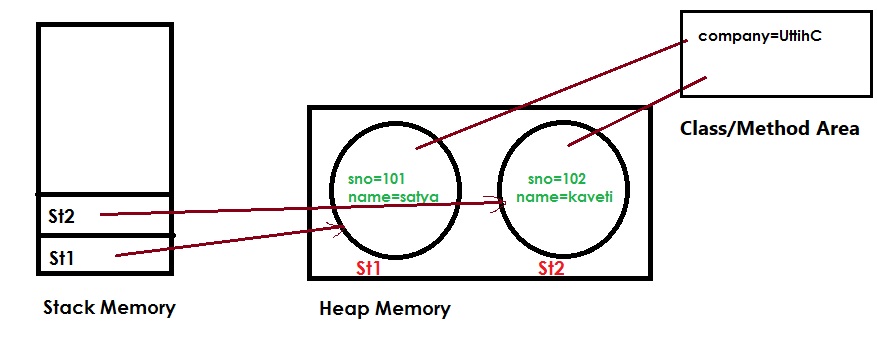 company=UttihC
Class/Method Area
sno=101
name=satya
sno=102
name=kaveti
St2
St1
St1
St2
Stack Memory
Heap Memory